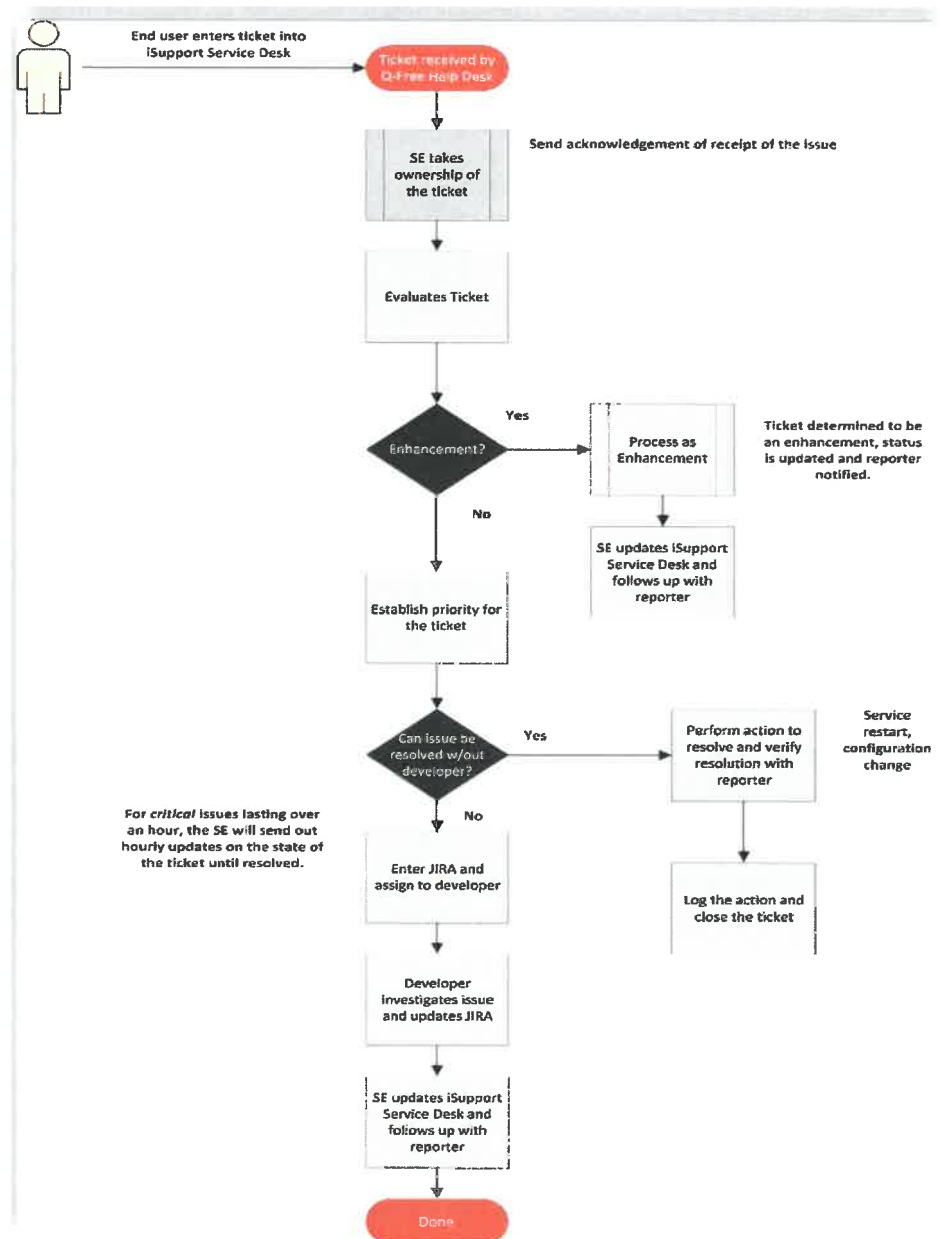 End user enters ticket into
iSupport Service Desk
Ticket received by
Q-Free Help Desk
Send acknowledgement of receipt of the issue
SE takes
ownership of
the ticket
Evaluates Ticket
Yes
Enhancement?
Process as
Enhancement
Ticket determined to be
an enhancement, status
is updated and reporter
notified.
No
SE updates iSupport
Service Desk and
follows up with
reporter
Establish priority for
the ticket
Can issue be
resolved w/out
developer?
Yes
Perform action to
resolve and verify
resolution with
reporter
Service
restart,
configuration
change
No
For critical issues lasting over
an hour, the SE will send out
hourly updates on the state of
the ticket until resolved.
Enter JIRA and
assign to developer
Log the action and
close the ticket
Developer
investigates issue
and updates JIRA
SE updates iSupport
Service Desk and
follows up with
reporter
Done